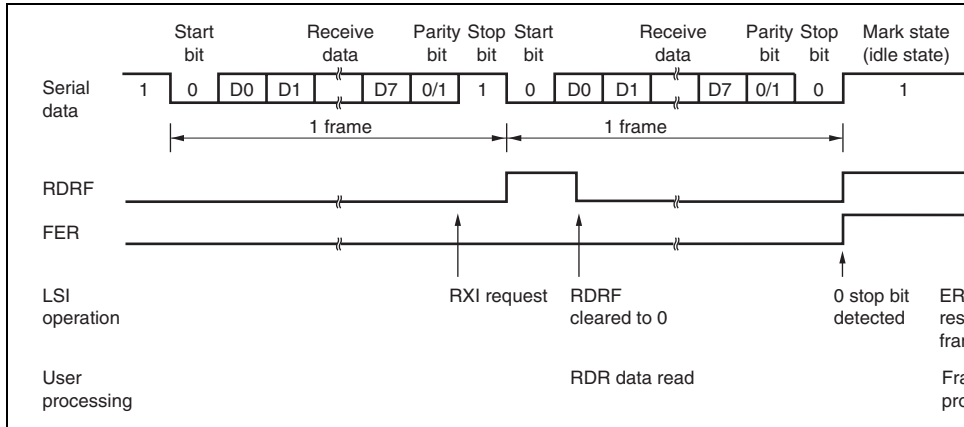 Start bit Receive data Parity bit Stop bit Start bit Receive data Parity bit Stop bit Mark state (idle state)
Serial data 1 0 D0 D1 D7 0/1 1 0 D0 D1 D7 0/1 0 1
1 frame 1 frame
RDRF
FER
LSI operation RXI request RDRF cleared to 0 0 stop bit detected
User processing RDR data read